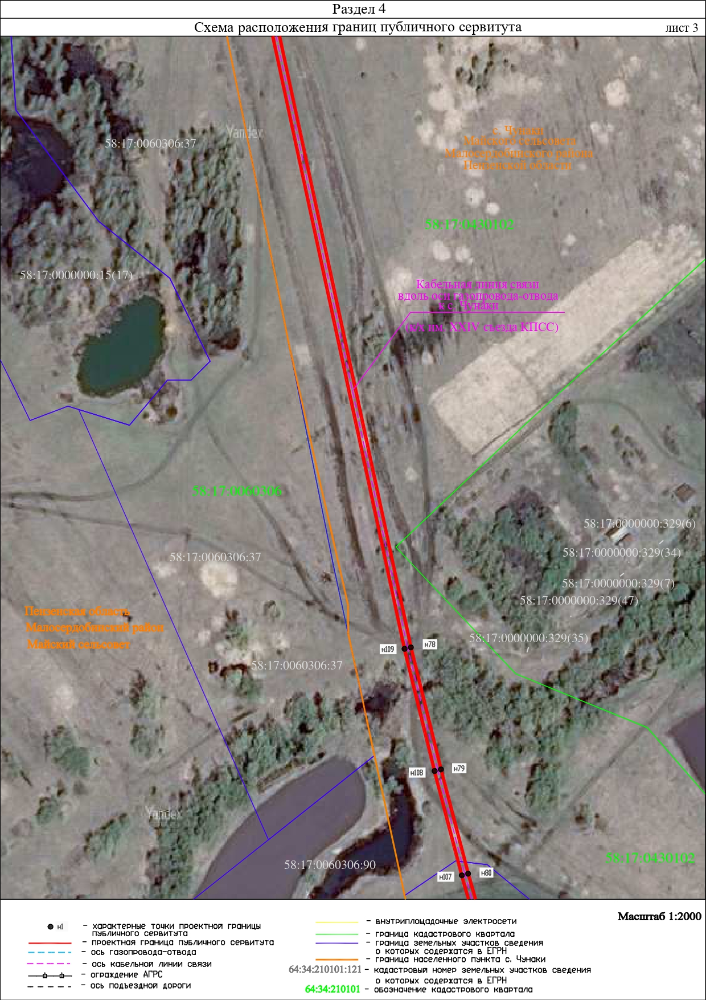 Раздел 4
Схема расположения границ публичного сервитута
лист 3
58:17:0060306:37
Yandex
с. Чунаки
Майского сельсовета
Малосердобинского района
Пензенской области
58:17:0430102
58:17:0000000:15(17)
Кабельная линия связи
вдоль оси газопровода-отвода
к с. Чунаки
(к/х им. XXIV съезда КПСС)
58:17:0060306
58:17:0000000:329(6)
58:17:0060306:37
58:17:0000000:329(34)
58:17:0000000:329(7)
58:17:0000000:329(47)
Пензенская область
Малосердобинский район
Майский сельсовет
58:17:0000000:329(35)
н109
н78
58:17:0060306:37
н108
н79
Yandex
58:17:0060306:90
58:17:0430102
н107
н80
Масштаб 1:2000
н1
- характерные точки проектной границы
публичного сервитута
- проектная граница публичного сервитута
- ось газопровода-отвода
- ось кабельной линии связи
- ограждение АГРС
- ось подъездной дороги
- внутриплощадочные электросети
- граница кадастрового квартала
- граница земельных участков сведения
о которых содержатся в ЕГРН
- граница населенного пункта с. Чунаки
64:34:210101:121 - кадастровый номер земельных участков сведения
о которых содержатся в ЕГРН
64:34:210101 - обозначение кадастрового квартала